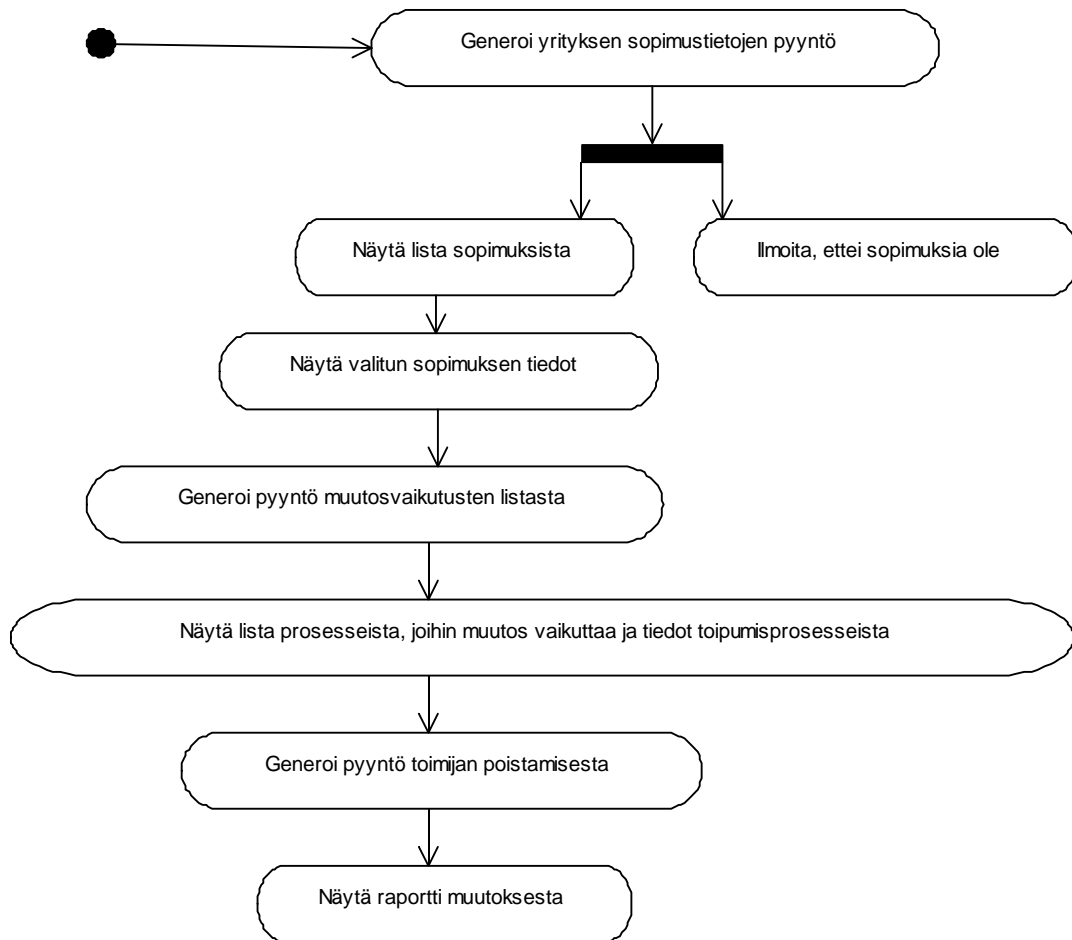 Generoi yrityksen sopimustietojen pyyntö
Näytä lista sopimuksista
Ilmoita, ettei sopimuksia ole
Näytä valitun sopimuksen tiedot
Generoi pyyntö muutosvaikutusten listasta
Näytä lista prosesseista, joihin muutos vaikuttaa ja tiedot toipumisprosesseista
Generoi pyyntö toimijan poistamisesta
Näytä raportti muutoksesta